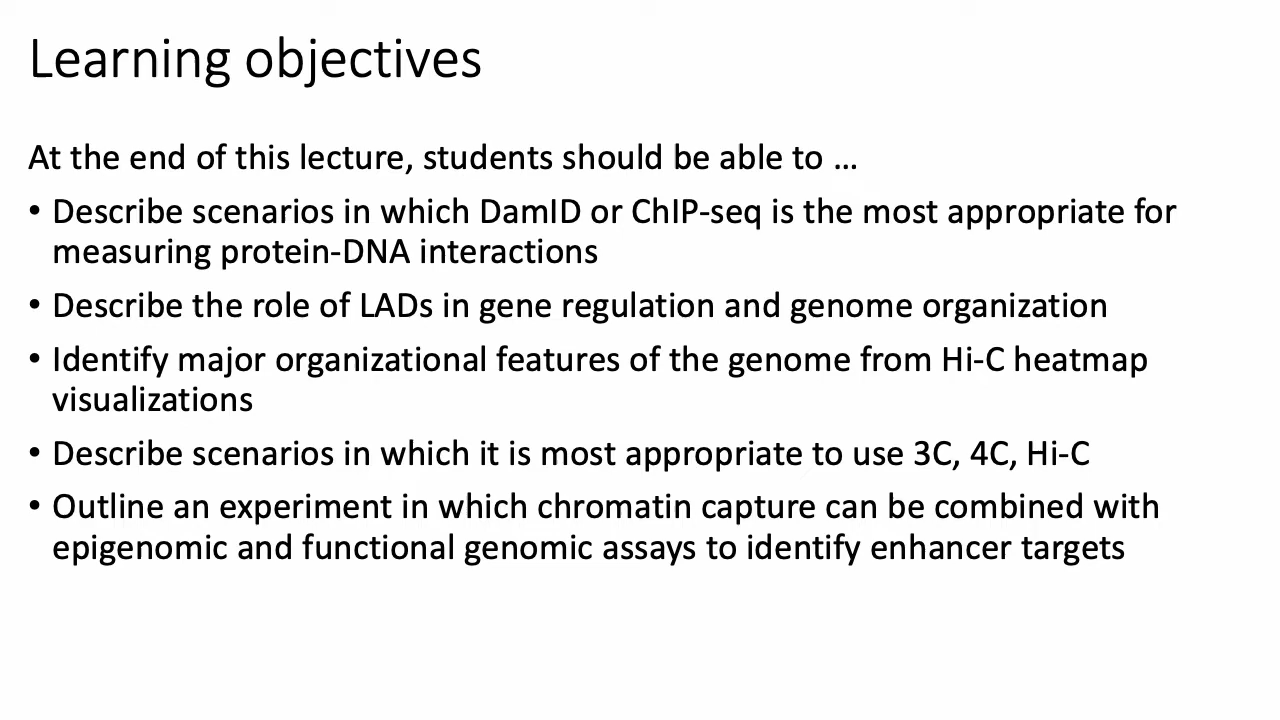 Learning objectives
At the end of this lecture, students should be able to …
• Describe scenarios in which DamID or ChIP-seq is the most appropriate for
measuring protein-DNA interactions
• Describe the role of LADs in gene regulation and genome organization
• Identify major organizational features of the genome from Hi-C heatmap
visualizations
• Describe scenarios in which it is most appropriate to use 3C, 4C, Hi-C
• Outline an experiment in which chromatin capture can be combined with
epigenomic and functional genomic assays to identify enhancer targets